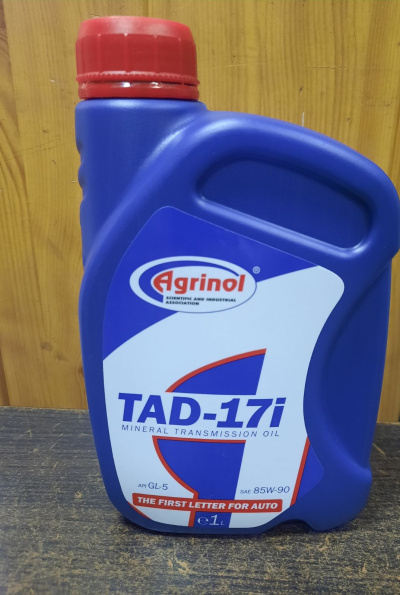 Agrinol®
SCIENTIFIC AND INDUSTRIAL
ASSOCIATION
TAD-17i
MINERAL TRANSMISSION OIL
API GL-5 SAE 85W-90
THE FIRST LETTER FOR AUTO
℮1L